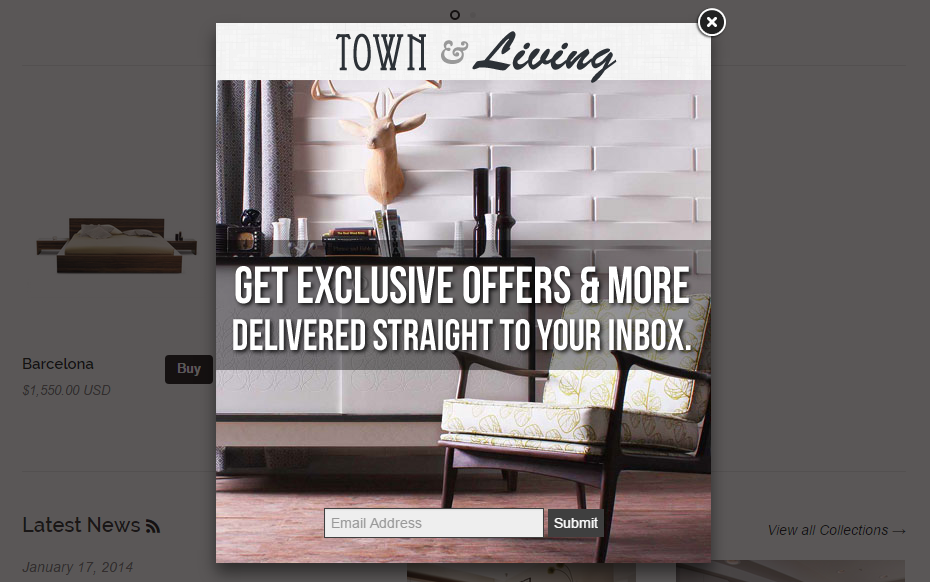 TOWN & Living
GET EXCLUSIVE OFFERS & MORE
DELIVERED STRAIGHT TO YOUR INBOX.
Email Address
Submit
Barcelona
Buy
$1,550.00 USD
Latest News
January 17, 2014
View all Collections →